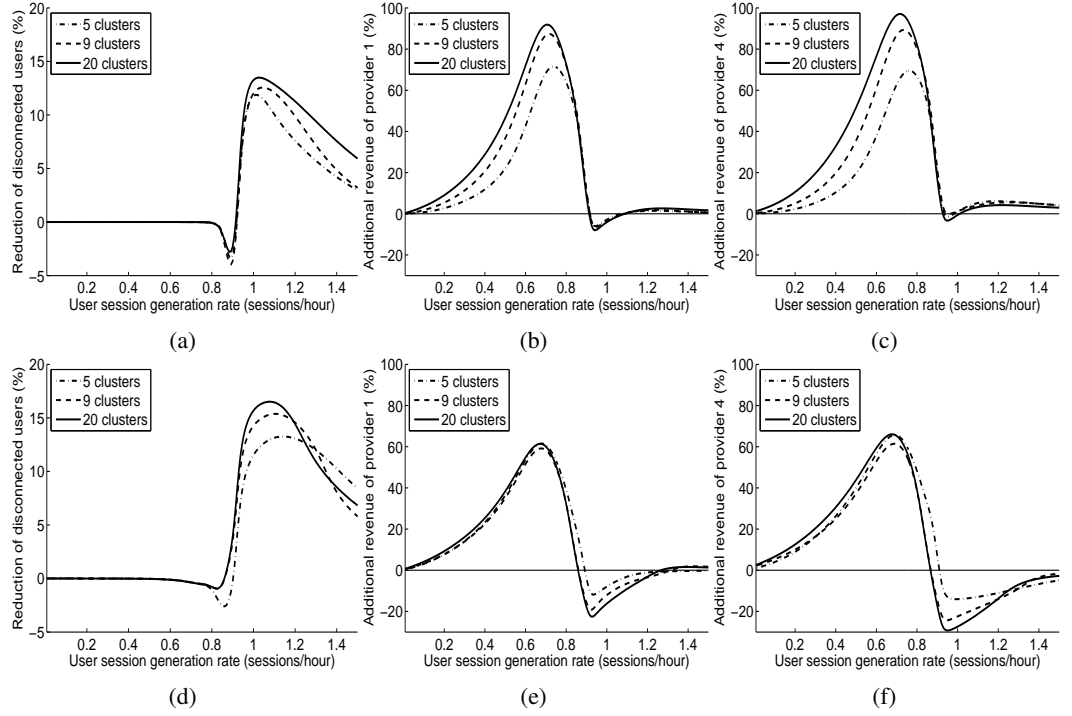 Reduction of disconnected users (%)
20
15
10
5
0
−5
5 clusters
9 clusters
20 clusters
0.2 0.4 0.6 0.8 1 1.2 1.4
User session generation rate (sessions/hour)
(a)
Additional revenue of provider 1 (%)
100
80
60
40
20
0
−20
5 clusters
9 clusters
20 clusters
0.2 0.4 0.6 0.8 1 1.2 1.4
User session generation rate (sessions/hour)
(b)
Additional revenue of provider 4 (%)
100
80
60
40
20
0
−20
5 clusters
9 clusters
20 clusters
0.2 0.4 0.6 0.8 1 1.2 1.4
User session generation rate (sessions/hour)
(c)
Reduction of disconnected users (%)
20
15
10
5
0
−5
5 clusters
9 clusters
20 clusters
0.2 0.4 0.6 0.8 1 1.2 1.4
User session generation rate (sessions/hour)
(d)
Additional revenue of provider 1 (%)
100
80
60
40
20
0
−20
5 clusters
9 clusters
20 clusters
0.2 0.4 0.6 0.8 1 1.2 1.4
User session generation rate (sessions/hour)
(e)
Additional revenue of provider 4 (%)
100
80
60
40
20
0
−20
5 clusters
9 clusters
20 clusters
0.2 0.4 0.6 0.8 1 1.2 1.4
User session generation rate (sessions/hour)
(f)